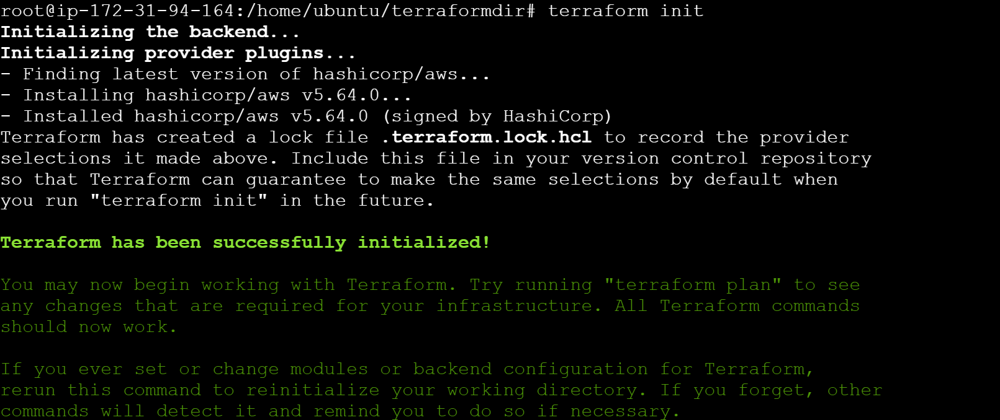 root@ip-172-31-94-164:/home/ubuntu/terraformdir# terraform init
Initializing the backend...
Initializing provider plugins...
- Finding latest version of hashicorp/aws...
- Installing hashicorp/aws v5.64.0...
- Installed hashicorp/aws v5.64.0 (signed by HashiCorp)
Terraform has created a lock file .terraform.lock.hcl to record the provider
selections it made above. Include this file in your version control repository
so that Terraform can guarantee to make the same selections by default when
you run "terraform init" in the future.
Terraform has been successfully initialized!
You may now begin working with Terraform. Try running "terraform plan" to see
any changes that are required for your infrastructure. All Terraform commands
should now work.
If you ever set or change modules or backend configuration for Terraform,
rerun this command to reinitialize your working directory. If you forget, other
commands will detect it and remind you to do so if necessary.